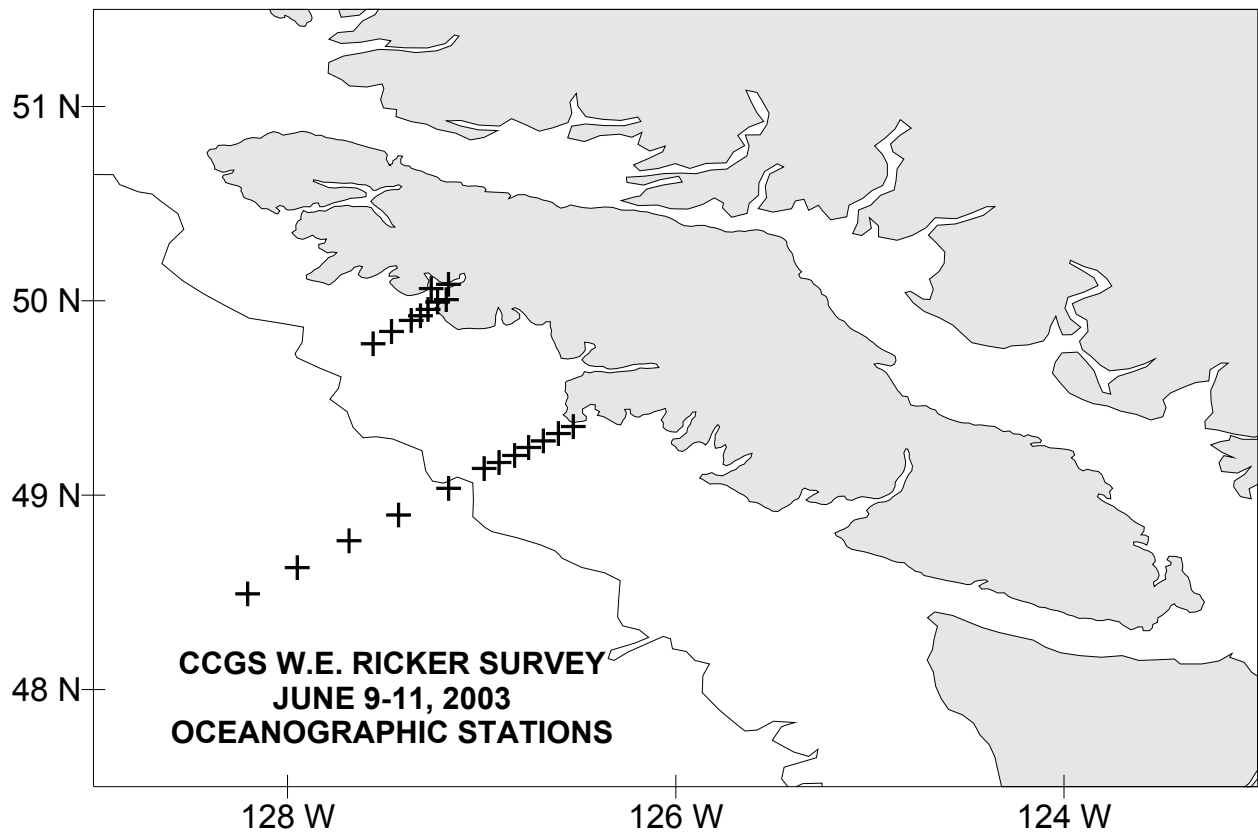 51 N
50 N
49 N
48 N
CCGS W.E. RICKER SURVEY
JUNE 9-11, 2003
OCEANOGRAPHIC STATIONS
128 W
126 W
124 W